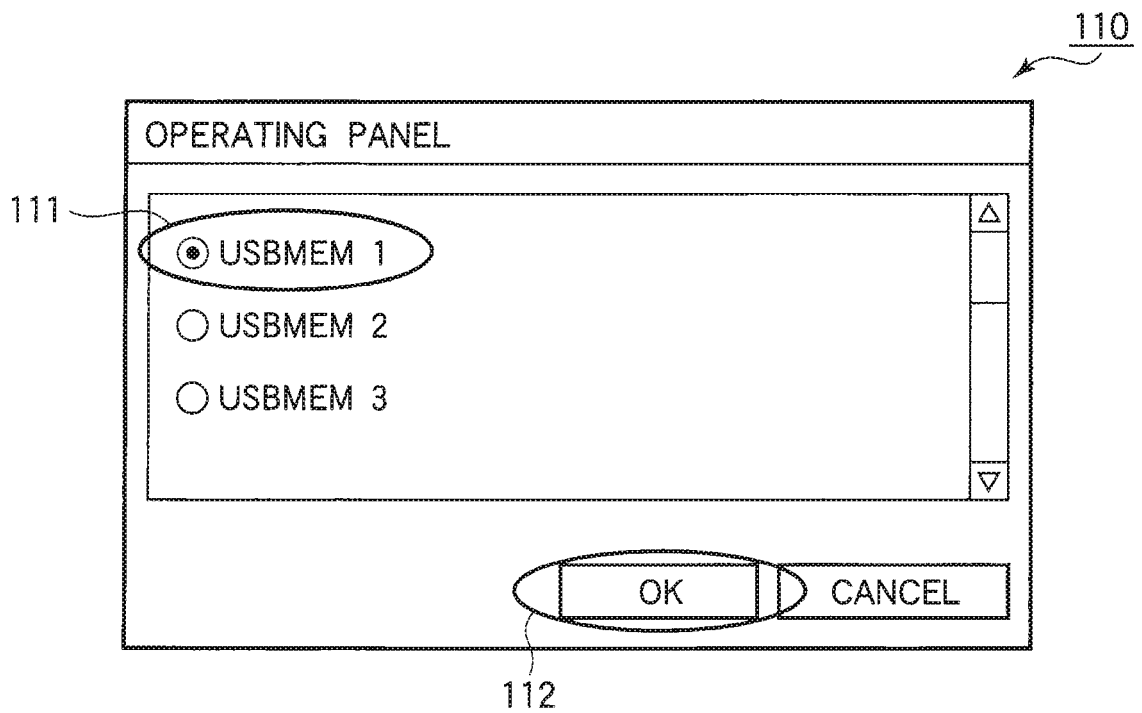 110
OPERATING PANEL
111
USBMEM 1
USBMEM 2
USBMEM 3
OK
CANCEL
112